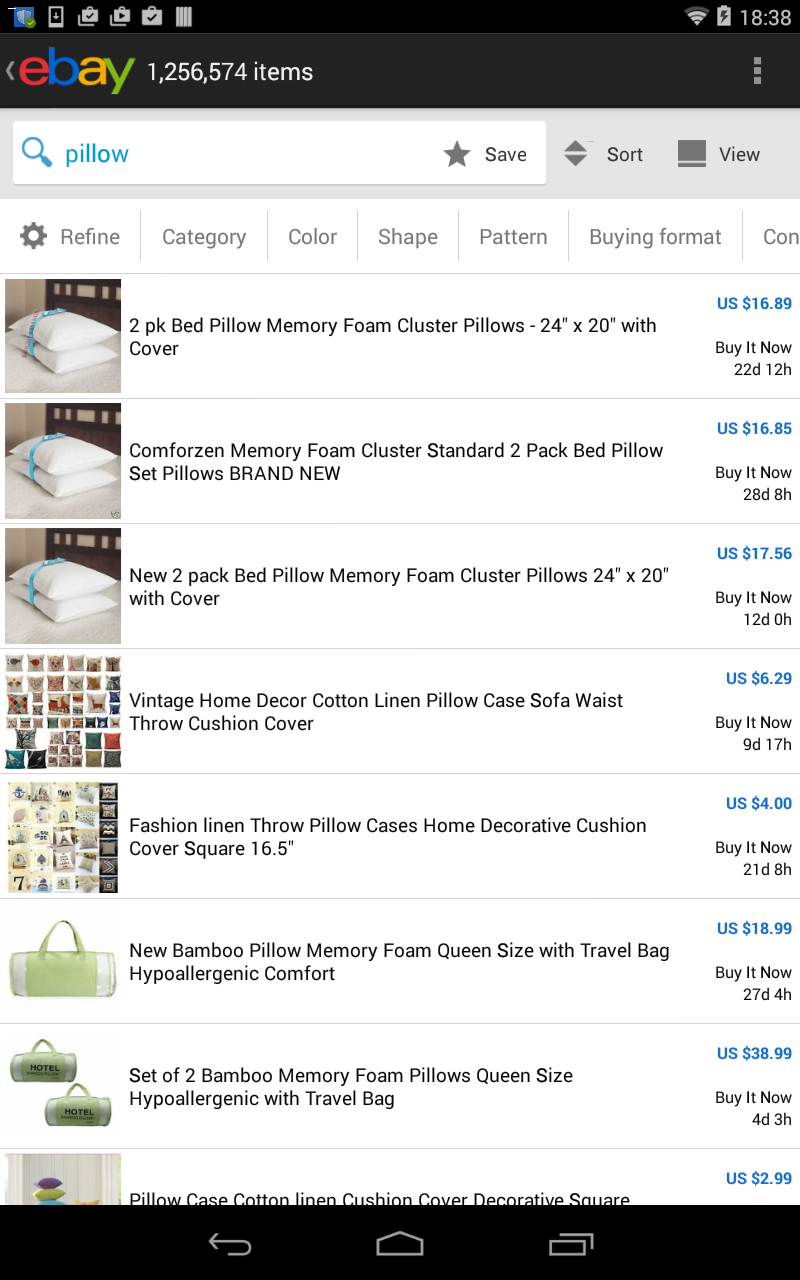 18:38
ebay 1,256,574 items
pillow Save Sort View
Refine Category Color Shape Pattern Buying format Con
US $16.89
2 pk Bed Pillow Memory Foam Cluster Pillows - 24" x 20" with
Cover
Buy It Now
22d 12h
US $16.85
Comforzen Memory Foam Cluster Standard 2 Pack Bed Pillow
Set Pillows BRAND NEW
Buy It Now
28d 8h
US $17.56
New 2 pack Bed Pillow Memory Foam Cluster Pillows 24" x 20"
with Cover
Buy It Now
12d 0h
US $6.29
Vintage Home Decor Cotton Linen Pillow Case Sofa Waist
Throw Cushion Cover
Buy It Now
9d 17h
US $4.00
Fashion linen Throw Pillow Cases Home Decorative Cushion
Cover Square 16.5"
Buy It Now
21d 8h
7
US $18.99
New Bamboo Pillow Memory Foam Queen Size with Travel Bag
Hypoallergenic Comfort
Buy It Now
27d 4h
US $38.99
HOTEL
HOTEL
Set of 2 Bamboo Memory Foam Pillows Queen Size
Hypoallergenic with Travel Bag
Buy It Now
4d 3h
US $2.99
Pillow Case Cotton linen Cushion Cover Decorative Square